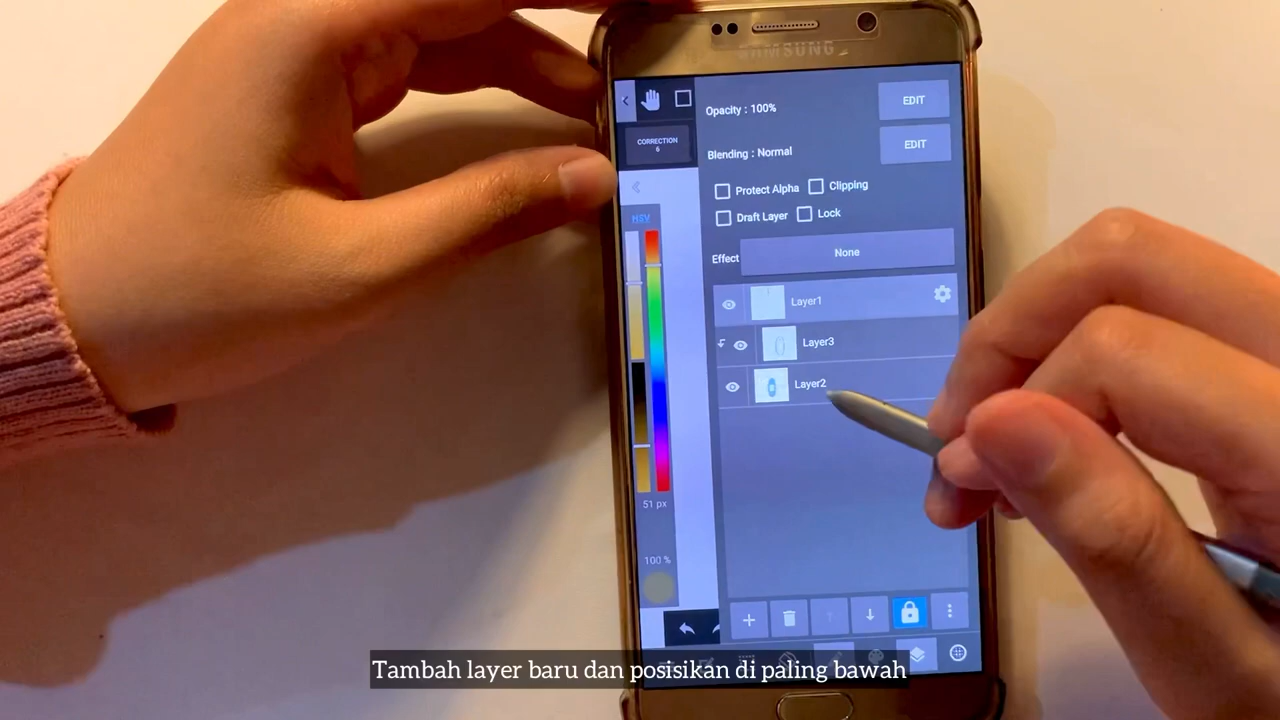 SAMSUNG
Opacity : 100%
EDIT
CORRECTION
6
Blending : Normal
EDIT
Protect Alpha
Clipping
HSV
Draft Layer
Lock
Effect
None
Layer1
Layer3
Layer2
51 px
100 %
Tambah layer baru dan posisikan di paling bawah